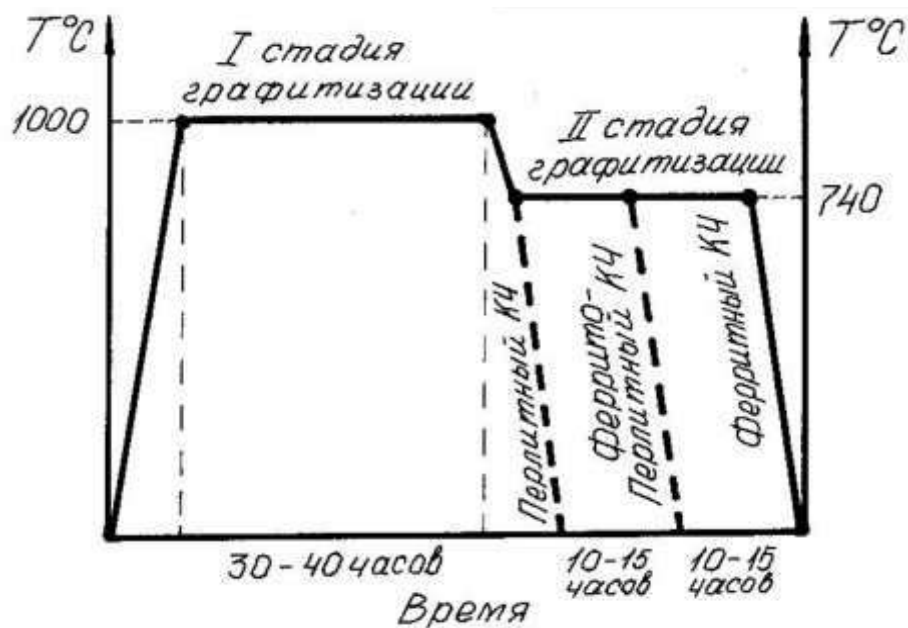 T°C
I стадия
графитизации
1000
T°C
II стадия
графитизации
740
Перлитный КЧ
Феррито-
Перлитный КЧ
Ферритный КЧ
30-40 часов
10-15
часов
10-15
часов
Время